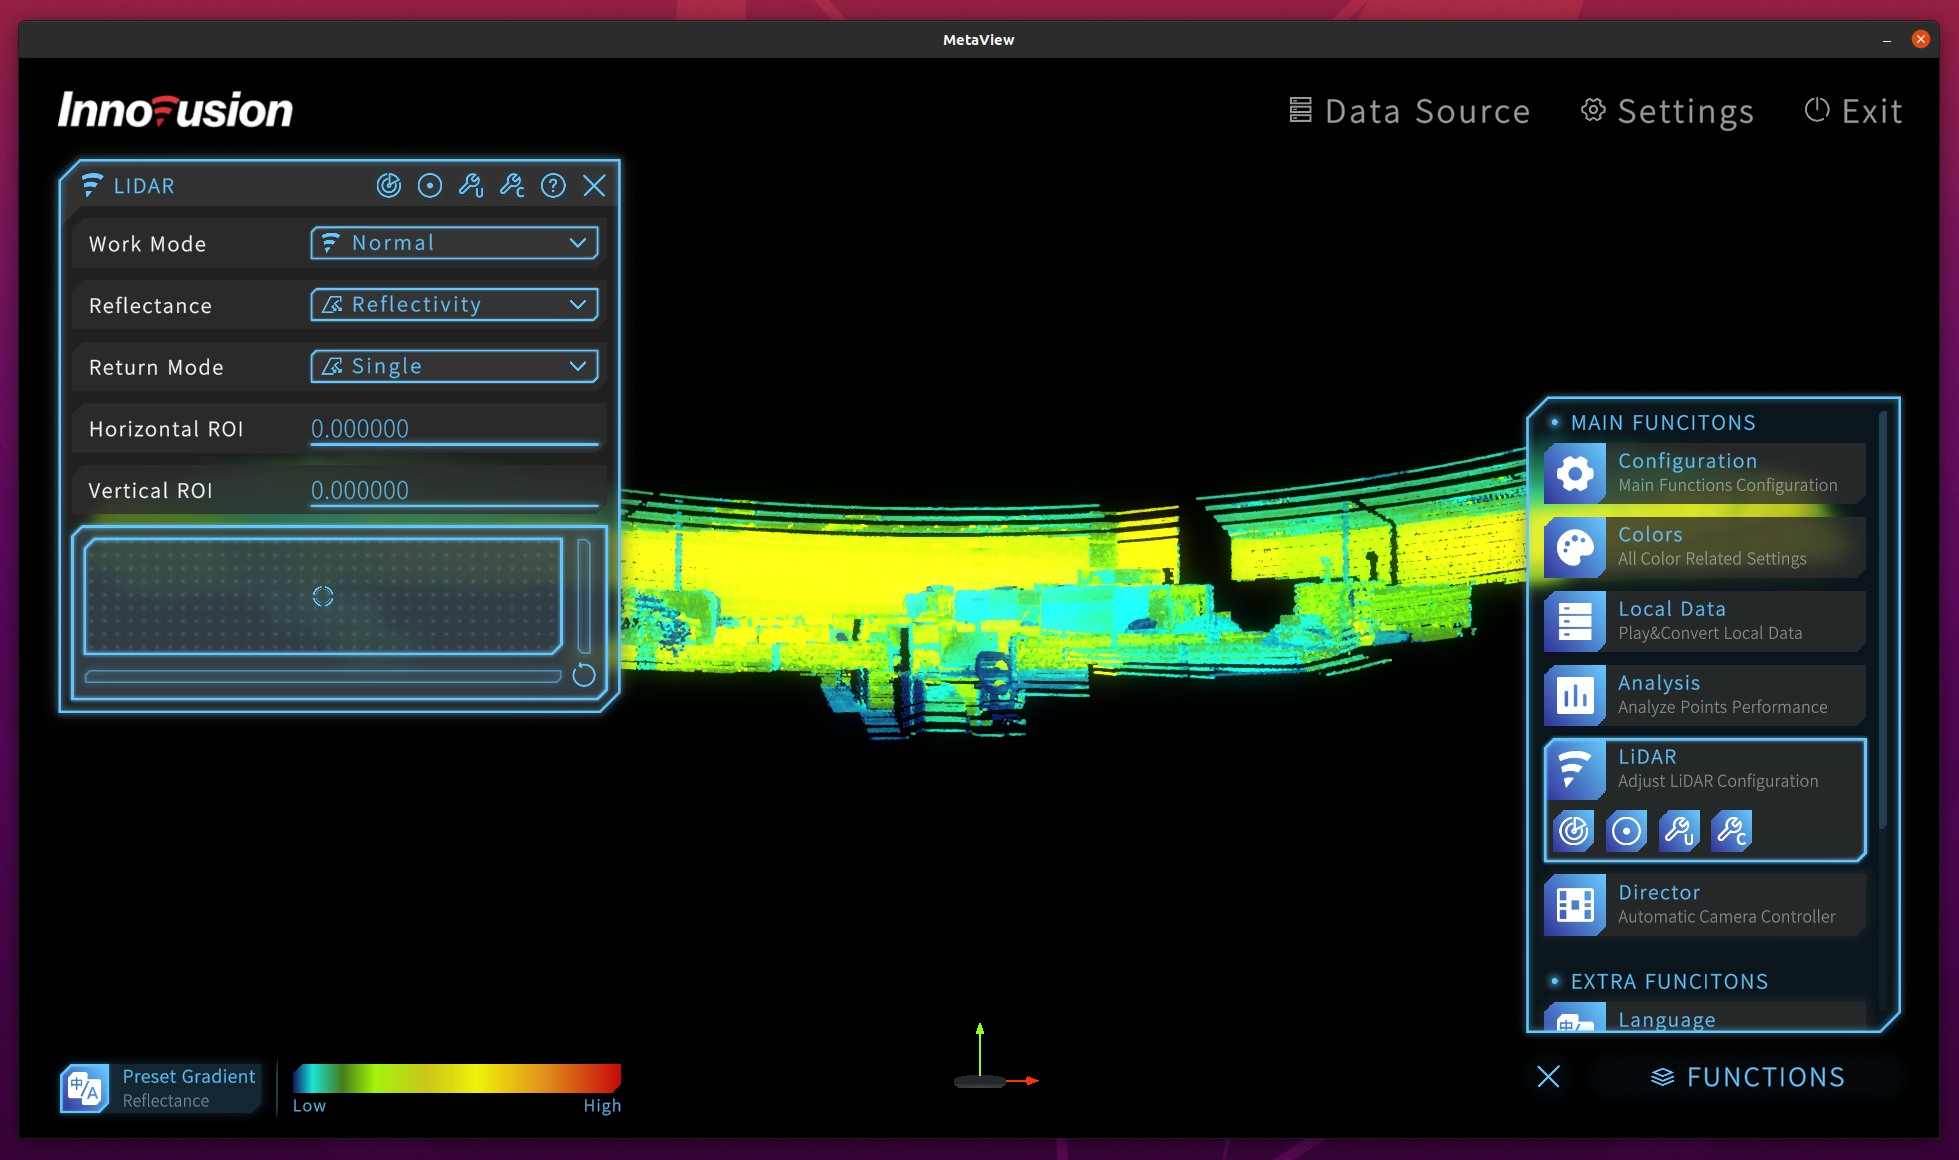 MetaView
InnoFusion
Data Source
Settings
Exit
LIDAR
Work Mode
Normal
Reflectance
Reflectivity
Return Mode
Single
Horizontal ROI
0.000000
Vertical ROI
0.000000
MAIN FUNCITONS
Configuration
Main Functions Configuration
Colors
All Color Related Settings
Local Data
Play&Convert Local Data
Analysis
Analyze Points Performance
LiDAR
Adjust LiDAR Configuration
U
C
Director
Automatic Camera Controller
EXTRA FUNCITONS
Language
Preset Gradient
Reflectance
Low
High
FUNCTIONS